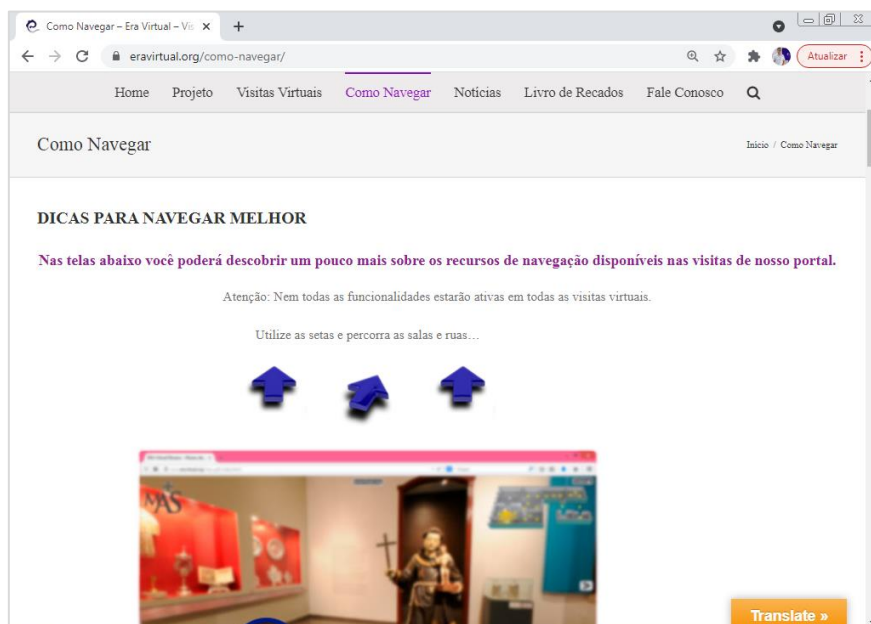 Como Navegar – Era Virtual – Vis
eravirtual.org/como-navegar/
Atualizar
Home Projeto Visitas Virtuais Como Navegar Notícias Livro de Recados Fale Conosco
Como Navegar
Início / Como Navegar
DICAS PARA NAVEGAR MELHOR
Nas telas abaixo você poderá descobrir um pouco mais sobre os recursos de navegação disponíveis nas visitas de nosso portal.
Atenção: Nem todas as funcionalidades estarão ativas em todas as visitas virtuais.
Utilize as setas e percorra as salas e ruas…
MAS
Translate »